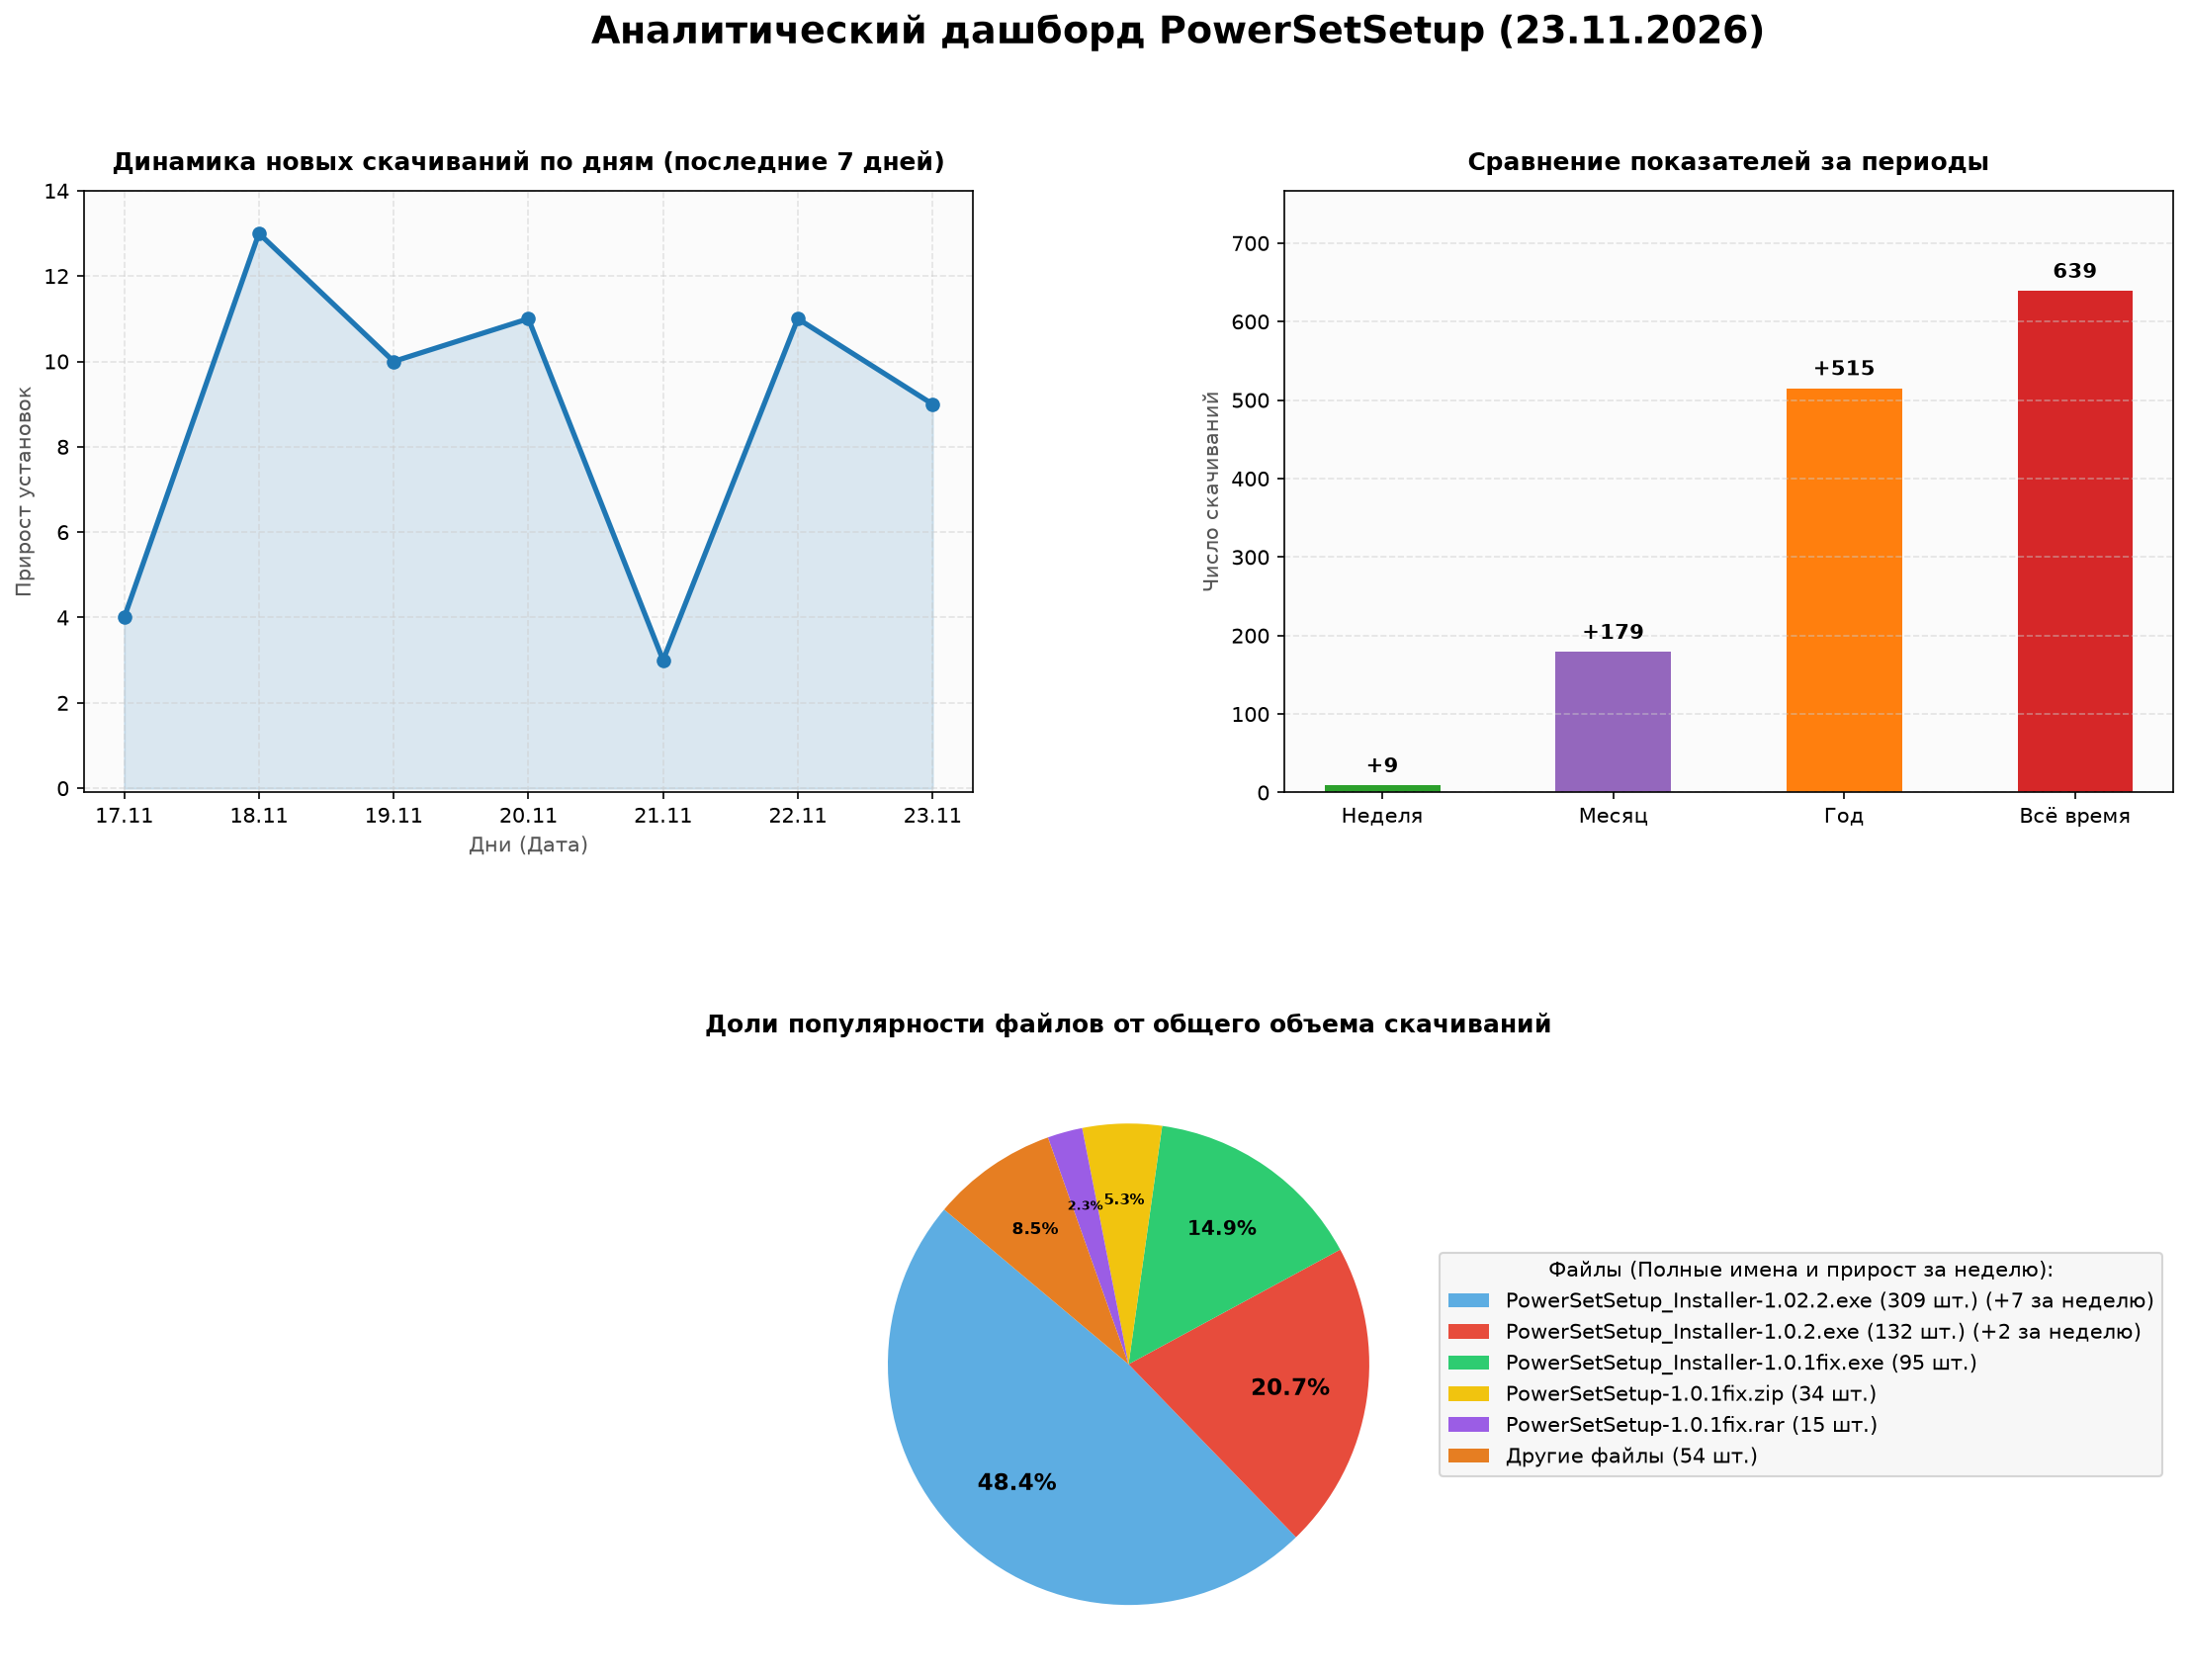 Аналитический дашборд PowerSetSetup (23.11.2026)
Динамика новых скачиваний по дням (последние 7 дней)
14
12
10
8
6
4
2
0
Прирост установок
17.11 18.11 19.11 20.11 21.11 22.11 23.11
Дни (Дата)
Сравнение показателей за периоды
700
600
500
400
300
200
100
0
Число скачиваний
+9
+179
+515
639
Неделя Месяц Год Всё время
Доли популярности файлов от общего объема скачиваний
48.4%
20.7%
14.9%
5.3%
2.3%
8.5%
Файлы (Полные имена и прирост за неделю):
PowerSetSetup_Installer-1.02.2.exe (309 шт.) (+7 за неделю)
PowerSetSetup_Installer-1.0.2.exe (132 шт.) (+2 за неделю)
PowerSetSetup_Installer-1.0.1fix.exe (95 шт.)
PowerSetSetup-1.0.1fix.zip (34 шт.)
PowerSetSetup-1.0.1fix.rar (15 шт.)
Другие файлы (54 шт.)